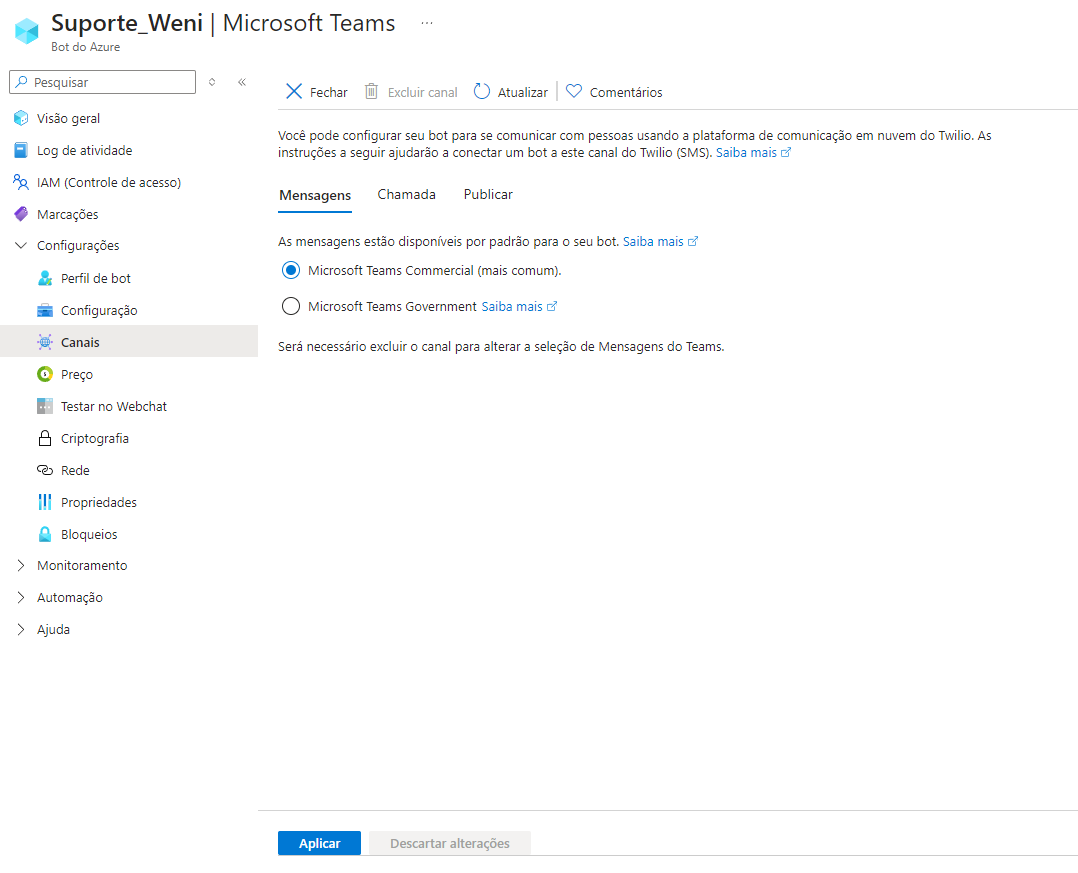 Suporte_Weni | Microsoft Teams ...
Bot do Azure
Pesquisar
Visão geral
Log de atividade
IAM (Controle de acesso)
Marcações
Configurações
Perfil de bot
Configuração
Canais
Preço
Testar no Webchat
Criptografia
Rede
Propriedades
Bloqueios
Monitoramento
Automação
Ajuda
Fechar Excluir canal Atualizar Comentários
Você pode configurar seu bot para se comunicar com pessoas usando a plataforma de comunicação em nuvem do Twilio. As
instruções a seguir ajudarão a conectar um bot a este canal do Twilio (SMS). Saiba mais
Mensagens Chamada Publicar
As mensagens estão disponíveis por padrão para o seu bot. Saiba mais
Microsoft Teams Commercial (mais comum).
Microsoft Teams Government Saiba mais
Será necessário excluir o canal para alterar a seleção de Mensagens do Teams.
Aplicar Descartar alterações